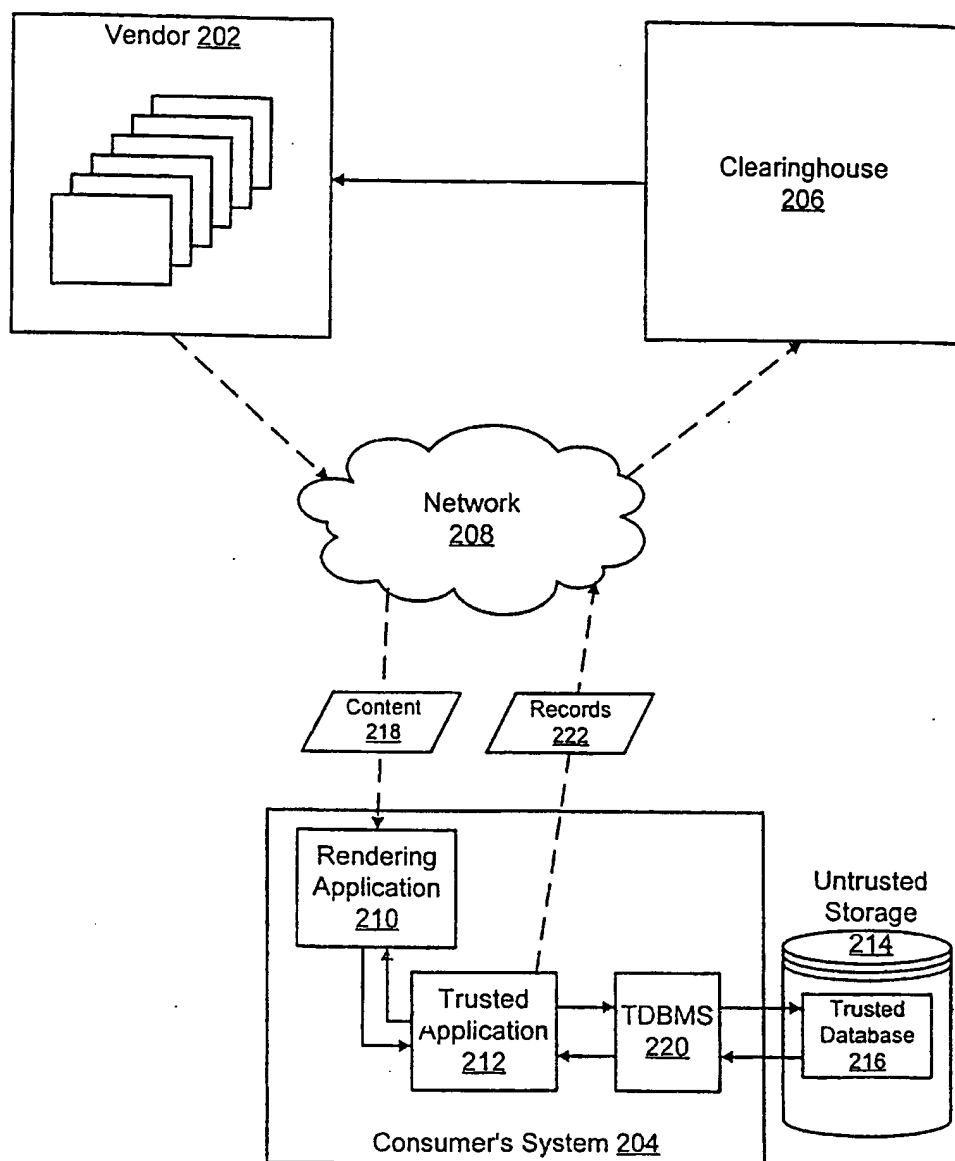 Vendor 202
Clearinghouse
206
Network
208
Content
218
Records
222
Rendering
Application
210
Untrusted
Storage
214
Trusted
Application
212
TDBMS
220
Trusted
Database
216
Consumer's System 204